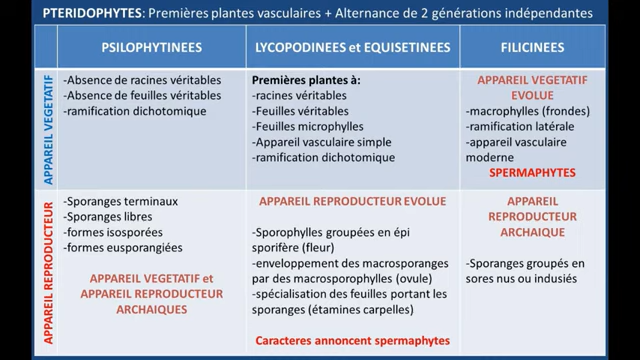 PTERIDOPHYTES: Premières plantes vasculaires + Alternance de 2 générations indépendantes
PSILOPHYTINEES
LYCOPODINEES et EQUISETINEES
FILICINEES
APPAREIL VEGETATIF
-Absence de racines véritables
-Absence de feuilles véritables
-ramification dichotomique
Premières plantes à:
-racines véritables
-Feuilles véritables
-Feuilles microphylles
-Appareil vasculaire simple
-ramification dichotomique
APPAREIL VEGETATIF
EVOLUE
-macrophylles (frondes)
-ramification latérale
-appareil vasculaire
moderne
SPERMAPHYTES
APPAREIL REPRODUCTEUR
-Sporanges terminaux
-Sporanges libres
-formes isosporées
-formes eusporangiées
APPAREIL VEGETATIF et
APPAREIL REPRODUCTEUR
ARCHAIQUES
APPAREIL REPRODUCTEUR EVOLUE
-Sporophylles groupées en épi
sporifère (fleur)
-enveloppement des macrosporanges
par des macrosporophylles (ovule)
-spécialisation des feuilles portant les
sporanges (étamines carpelles)
Caracteres annoncent spermaphytes
APPAREIL
REPRODUCTEUR
ARCHAIQUE
-Sporanges groupés en
sores nus ou indusiés